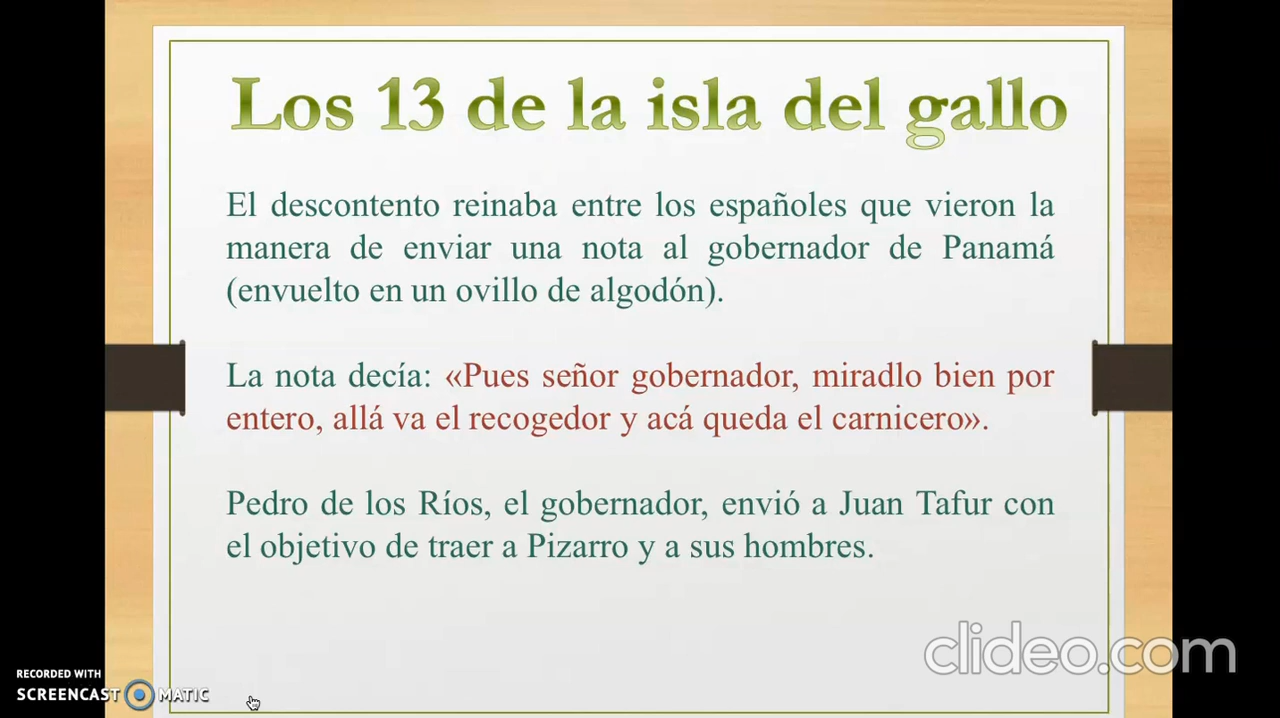 Los 13 de la isla del gallo
El descontento reinaba entre los españoles que vieron la
manera de enviar una nota al gobernador de Panamá
(envuelto en un ovillo de algodón).
La nota decía: «Pues señor gobernador, miradlo bien por
entero, allá va el recogedor y acá queda el carnicero».
Pedro de los Ríos, el gobernador, envió a Juan Tafur con
el objetivo de traer a Pizarro y a sus hombres.
clideo.com
RECORDED WITH
SCREENCAST MATIC